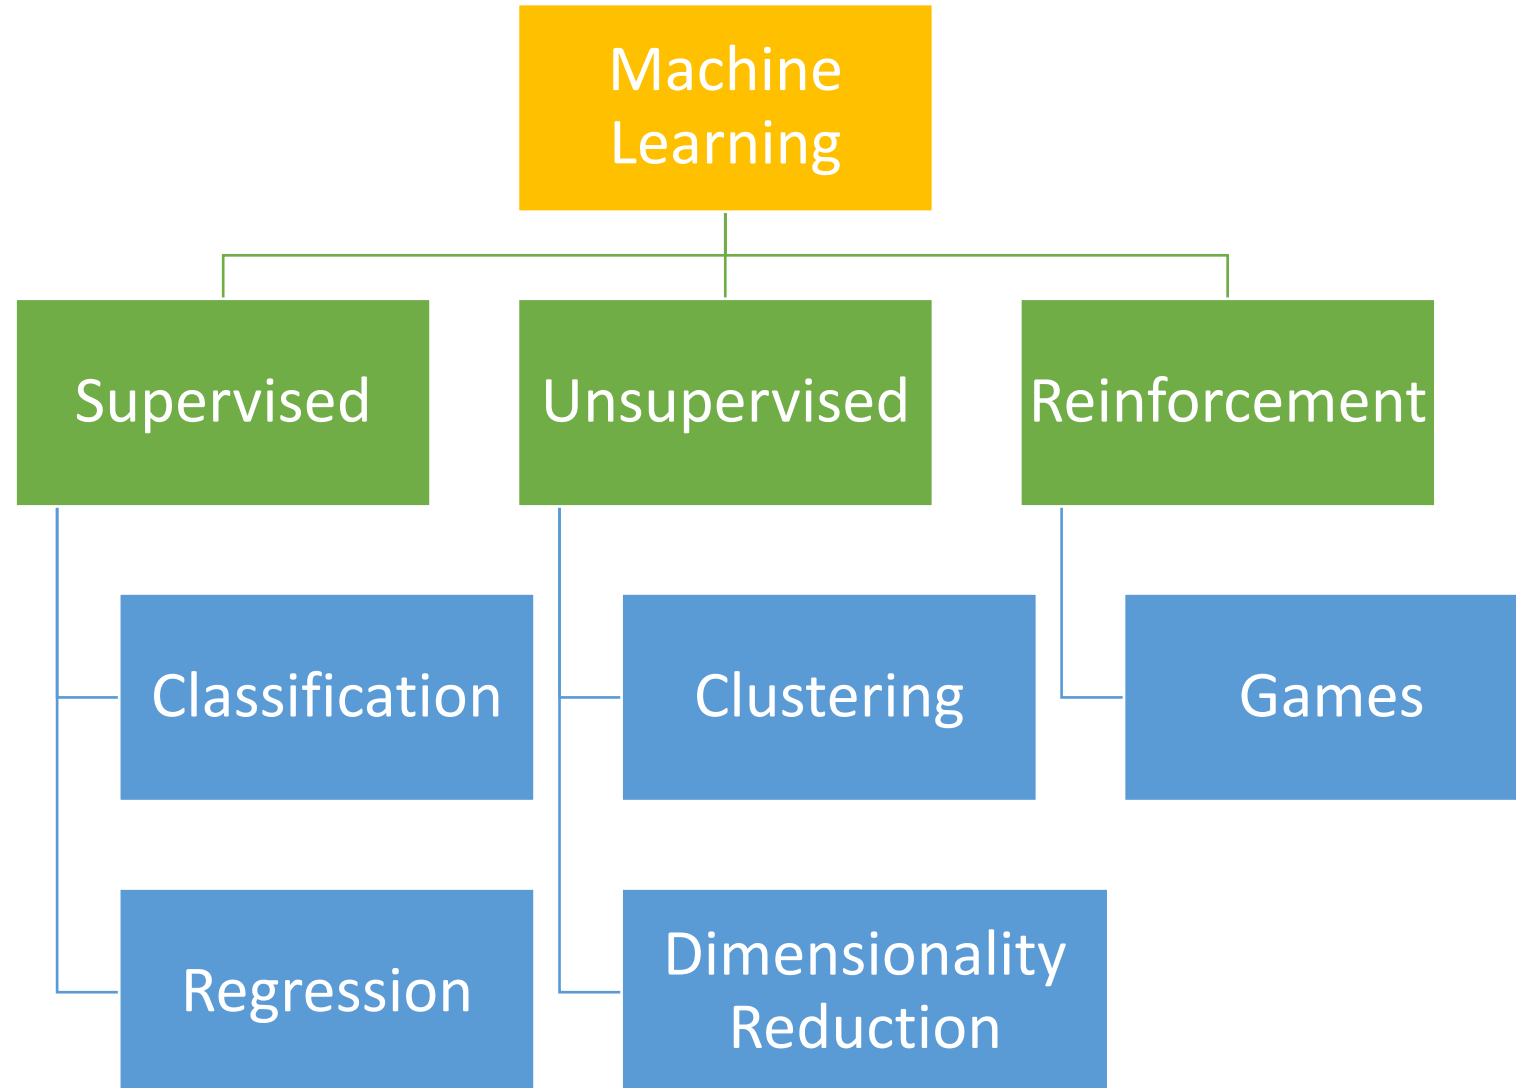 Machine
Learning
Supervised
Unsupervised
Reinforcement
Classification
Clustering
Games
Regression
Dimensionality
Reduction